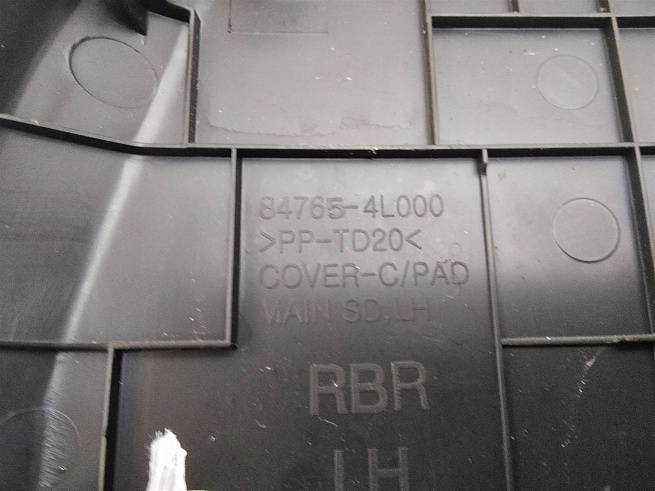 84765-4L000
>PP-TD20<
COVER-C/PAD
MAIN SD.LH
RBR
LH